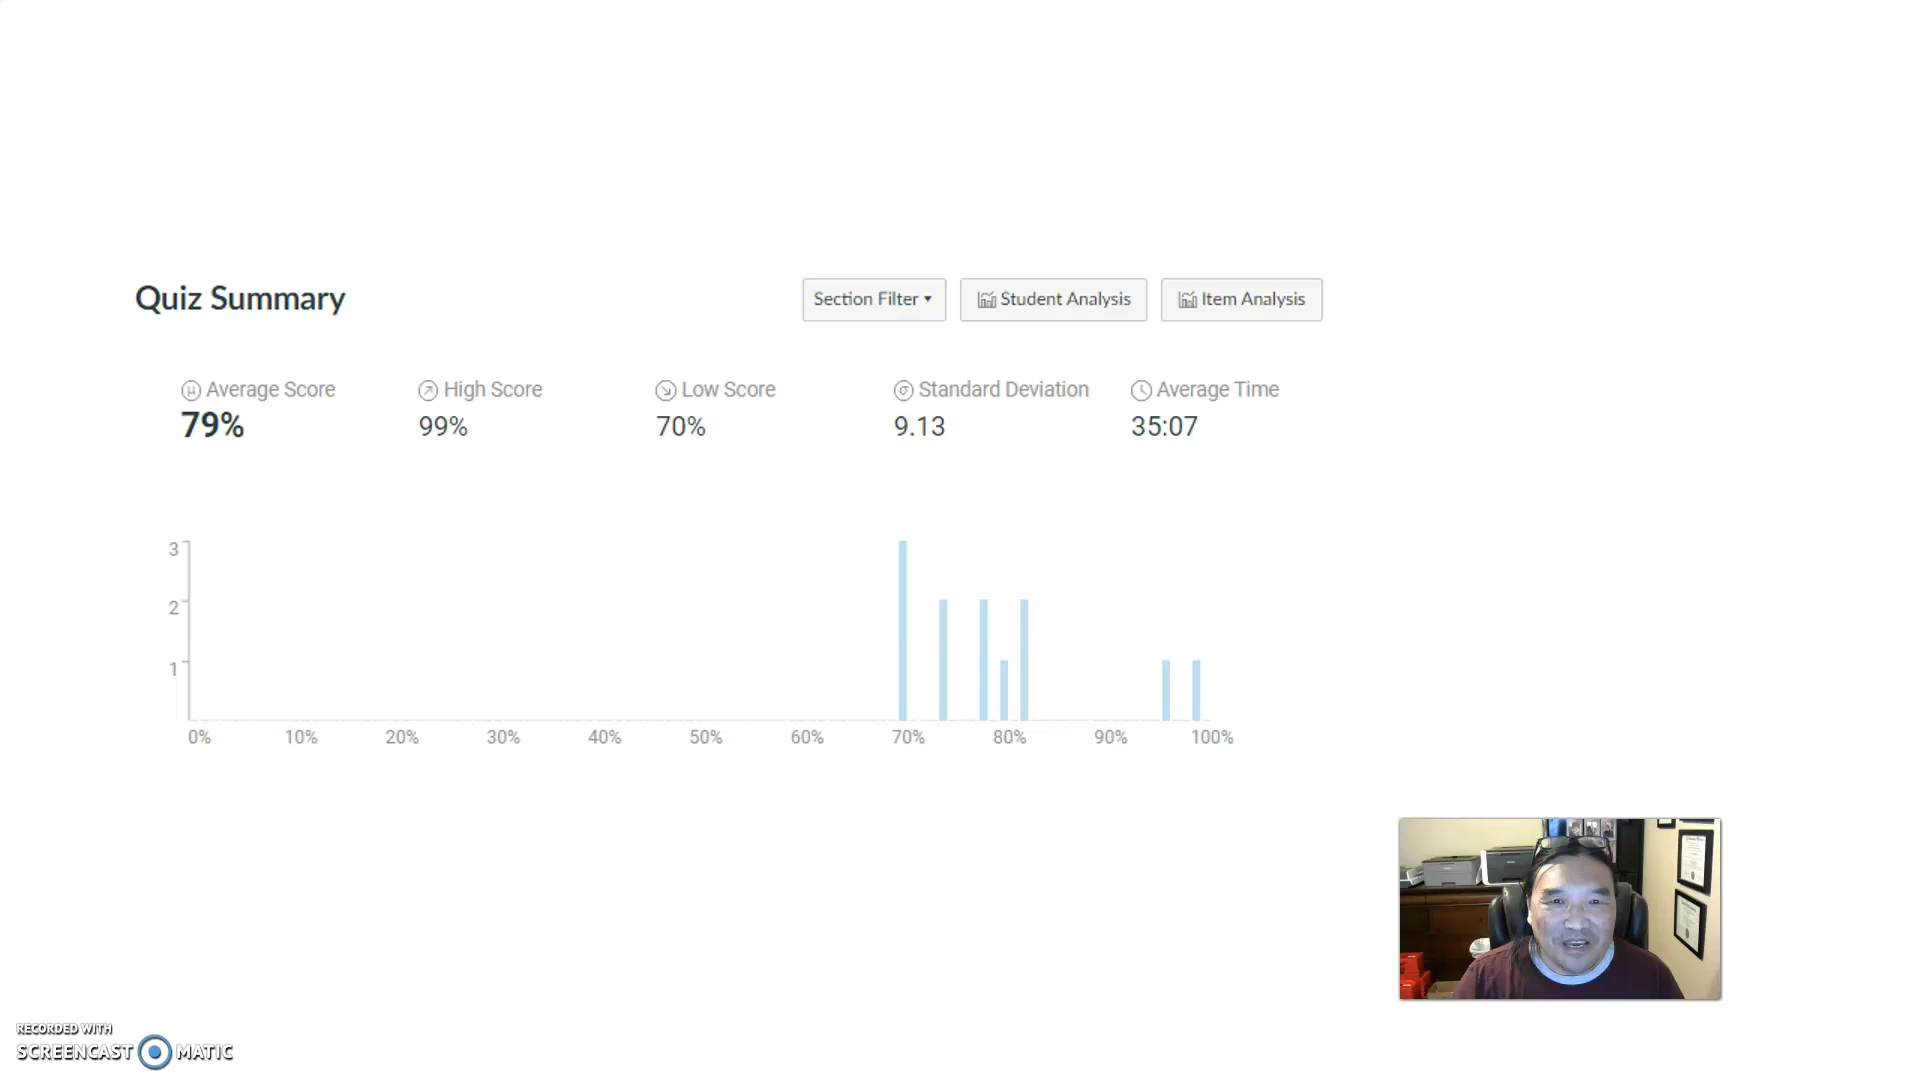 Quiz Summary
Section Filter ▾
Student Analysis
Item Analysis
μ Average Score
High Score
Low Score
σ Standard Deviation
Average Time
79%
99%
70%
9.13
35:07
3
2
1
0% 10% 20% 30% 40% 50% 60% 70% 80% 90% 100%
RECORDED WITH
SCREENCAST MATIC